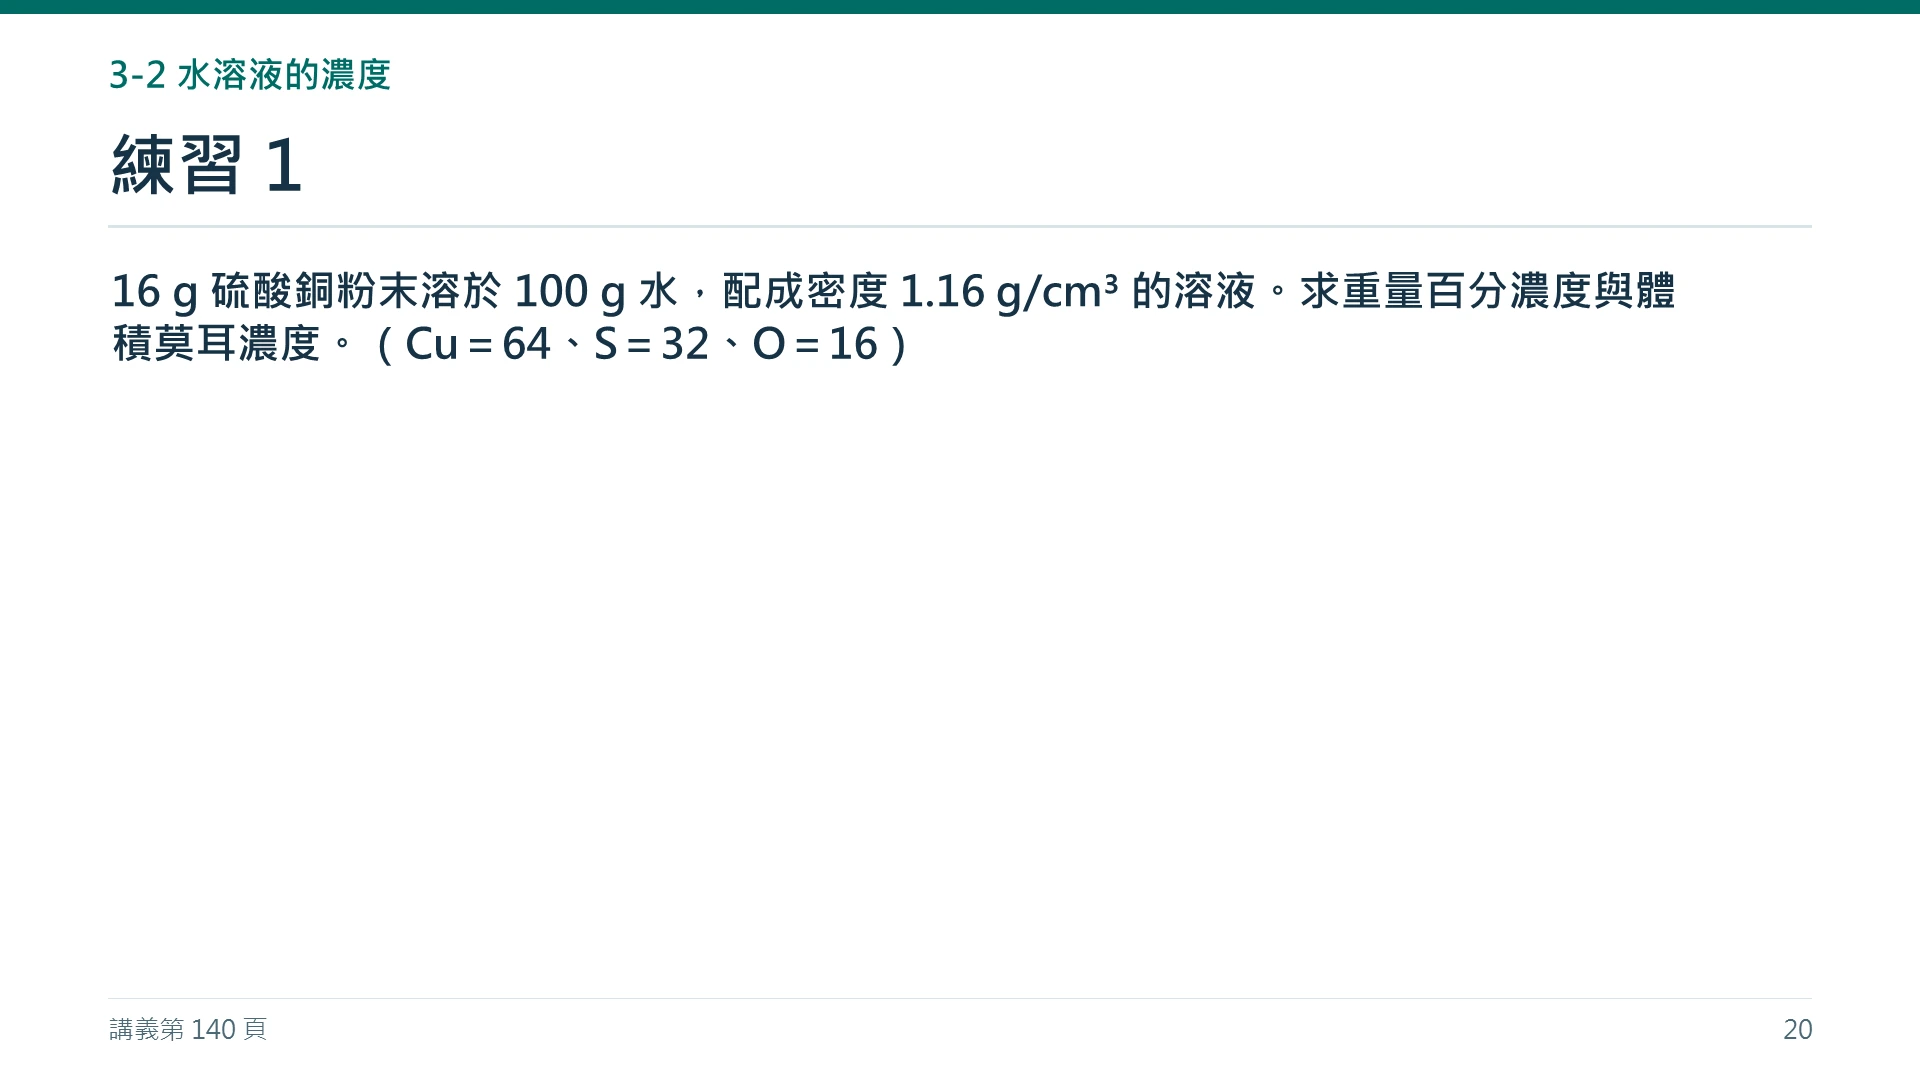 3-2 水溶液的濃度
練習 1
16 g 硫酸銅粉末溶於 100 g 水，配成密度 1.16 g/cm³ 的溶液。求重量百分濃度與體
積莫耳濃度。（Cu＝64、S＝32、O＝16）
講義第 140 頁
20